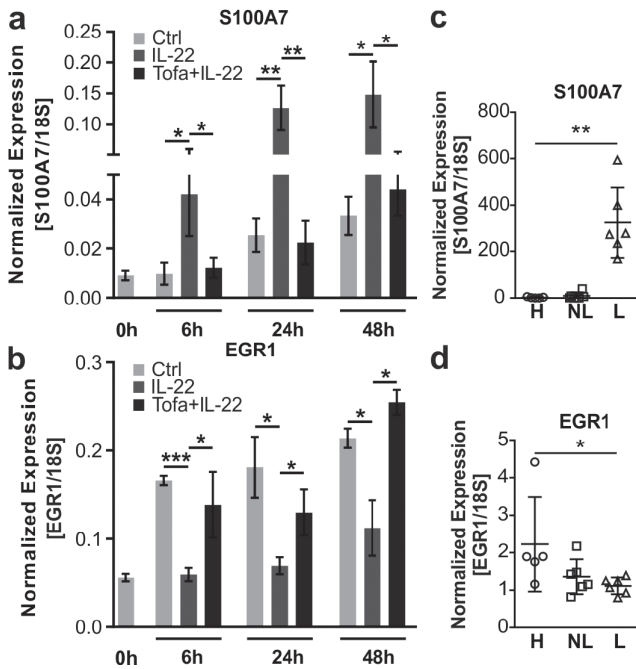 a
S100A7
Normalized Expression
[S100A7/18S]
0.20
0.15
0.10
0.05
0.04
0.02
0.00
Ctrl
IL-22
Tofa+IL-22
* *
** **
* *
0h 6h 24h 48h
b
EGR1
Normalized Expression
[EGR1/18S]
0.3
0.2
0.1
0.0
Ctrl
IL-22
Tofa+IL-22
*** *
* *
* *
0h 6h 24h 48h
c
S100A7
Normalized Expression
[S100A7/18S]
800
600
400
200
0
**
H NL L
d
EGR1
Normalized Expression
[EGR1/18S]
5
4
3
2
1
0
*
H NL L